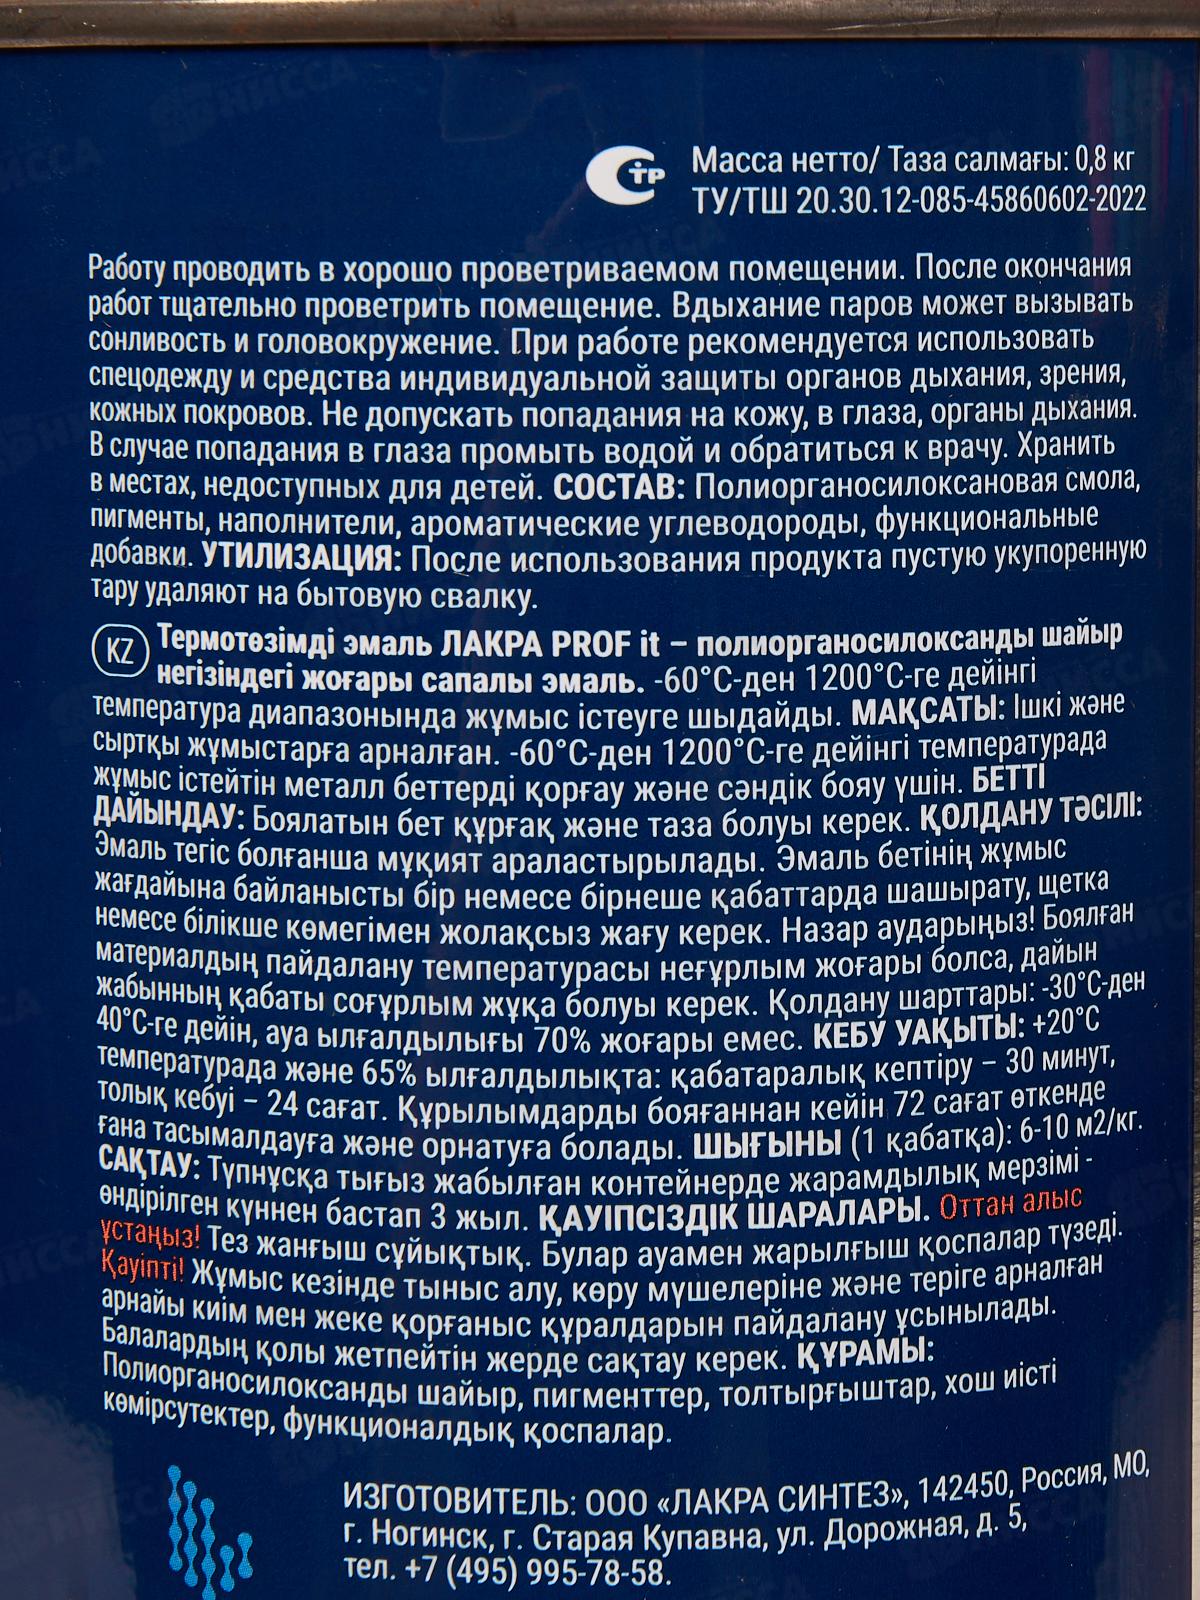 Масса нетто/ Таза салмағы: 0,8 кг
ТР
ТУ/ТШ 20.30.12-085-45860602-2022
Работу проводить в хорошо проветриваемом помещении. После окончания
работ тщательно проветрить помещение. Вдыхание паров может вызывать
сонливость и головокружение. При работе рекомендуется использовать
спецодежду и средства индивидуальной защиты органов дыхания, зрения,
кожных покровов. Не допускать попадания на кожу, в глаза, органы дыхания.
В случае попадания в глаза промыть водой и обратиться к врачу. Хранить
в местах, недоступных для детей. СОСТАВ: Полиорганосилоксановая смола,
пигменты, наполнители, ароматические углеводороды, функциональные
добавки. УТИЛИЗАЦИЯ: После использования продукта пустую укупоренную
тару удаляют на бытовую свалку.
KZ Термотөзімді эмаль ЛАКРА PROF it – полиорганосилоксанды шайыр
негізіндегі жоғары сапалы эмаль. -60°С-ден 1200°С-ге дейінгі
температура диапазонында жұмыс істеуге шыдайды. МАҚСАТЫ: Ішкі және
сыртқы жұмыстарға арналған. -60°С-ден 1200°С-ге дейінгі температурада
жұмыс істейтін металл беттерді қорғау және сәндік бояу үшін. БЕТТІ
ДАЙЫНДАУ: Боялатын бет құрғақ және таза болуы керек. ҚОЛДАНУ ТӘСІЛІ:
Эмаль тегіс болғанша мұқият араластырылады. Эмаль бетінің жұмыс
жағдайына байланысты бір немесе бірнеше қабаттарда шашырату, щетка
немесе білікше көмегімен жолақсыз жағу керек. Назар аударыңыз! Боялған
материалдың пайдалану температурасы неғұрлым жоғары болса, дайын
жабынның қабаты соғұрлым жұқа болуы керек. Қолдану шарттары: -30°С-ден
40°С-ге дейін, ауа ылғалдылығы 70% жоғары емес. КЕБУ УАҚЫТЫ: +20°С
температурада және 65% ылғалдылықта: қабатаралық кептіру – 30 минут,
толық кебуі – 24 сағат. Құрылымдарды бояғаннан кейін 72 сағат өткенде
ғана тасымалдауға және орнатуға болады. ШЫҒЫНЫ (1 қабатқа): 6-10 м2/кг.
САҚТАУ: Түпнұсқа тығыз жабылған контейнерде жарамдылық мерзімі -
өндірілген күннен бастап 3 жыл. ҚАУІПСІЗДІК ШАРАЛАРЫ. Оттан алыс
ұстаңыз! Тез жанғыш сұйықтық. Булар ауамен жарылғыш қоспалар түзеді.
Қауіпті! Жұмыс кезінде тыныс алу, көру мүшелеріне және теріге арналған
арнайы киім мен жеке қорғаныс құралдарын пайдалану ұсынылады.
Балалардың қолы жетпейтін жерде сақтау керек. ҚҰРАМЫ:
Полиорганосилоксанды шайыр, пигменттер, толтырғыштар, хош иісті
көмірсутектер, функционалдық қоспалар.
ИЗГОТОВИТЕЛЬ: ООО «ЛАКРА СИНТЕЗ», 142450, Россия, МО,
г. Ногинск, г. Старая Купавна, ул. Дорожная, д. 5,
тел. +7 (495) 995-78-58.